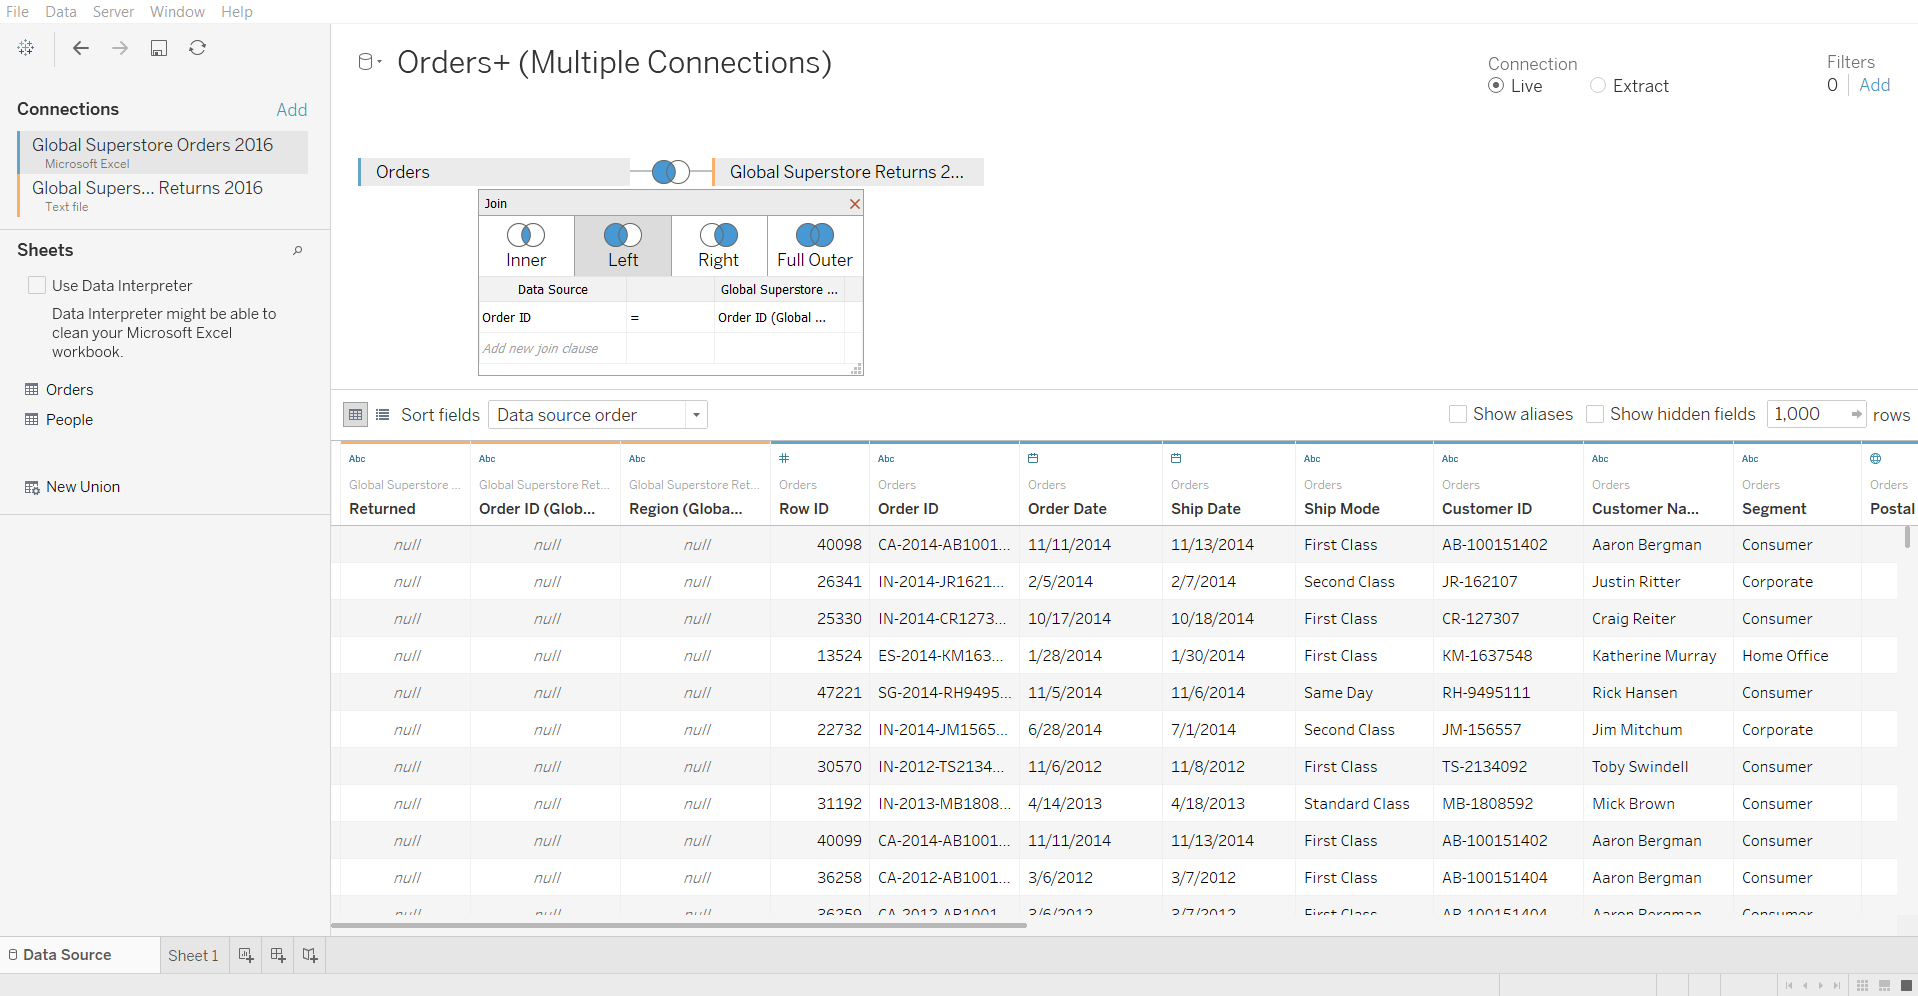 File Data Server Window Help
Connections Add
Global Superstore Orders 2016
Microsoft Excel
Global Supers... Returns 2016
Text file
Sheets
Use Data Interpreter
Data Interpreter might be able to
clean your Microsoft Excel
workbook.
Orders
People
New Union
Orders+ (Multiple Connections)
Connection
Live Extract
Filters
0 Add
Orders Global Superstore Returns 2...
Join
Inner Left Right Full Outer
Data Source Global Superstore ...
Order ID = Order ID (Global ...
Add new join clause
Sort fields Data source order Show aliases Show hidden fields 1,000 rows
Abc Abc Abc # Abc Abc Abc Abc Abc
Global Superstore ... Global Superstore Ret... Global Superstore Ret... Orders Orders Orders Orders Orders Orders Orders Orders Orders
Returned Order ID (Glob... Region (Globa... Row ID Order ID Order Date Ship Date Ship Mode Customer ID Customer Na... Segment Postal
null null null 40098 CA-2014-AB1001... 11/11/2014 11/13/2014 First Class AB-100151402 Aaron Bergman Consumer
null null null 26341 IN-2014-JR1621... 2/5/2014 2/7/2014 Second Class JR-162107 Justin Ritter Corporate
null null null 25330 IN-2014-CR1273... 10/17/2014 10/18/2014 First Class CR-127307 Craig Reiter Consumer
null null null 13524 ES-2014-KM163... 1/28/2014 1/30/2014 First Class KM-1637548 Katherine Murray Home Office
null null null 47221 SG-2014-RH9495... 11/5/2014 11/6/2014 Same Day RH-9495111 Rick Hansen Consumer
null null null 22732 IN-2014-JM1565... 6/28/2014 7/1/2014 Second Class JM-156557 Jim Mitchum Corporate
null null null 30570 IN-2012-TS2134... 11/6/2012 11/8/2012 First Class TS-2134092 Toby Swindell Consumer
null null null 31192 IN-2013-MB1808... 4/14/2013 4/18/2013 Standard Class MB-1808592 Mick Brown Consumer
null null null 40099 CA-2014-AB1001... 11/11/2014 11/13/2014 First Class AB-100151402 Aaron Bergman Consumer
null null null 36258 CA-2012-AB1001... 3/6/2012 3/7/2012 First Class AB-100151404 Aaron Bergman Consumer
null null null 36259 CA-2012-AB1001... 3/6/2012 3/7/2012 First Class AB-100151404 Aaron Bergman Consumer
Data Source Sheet 1